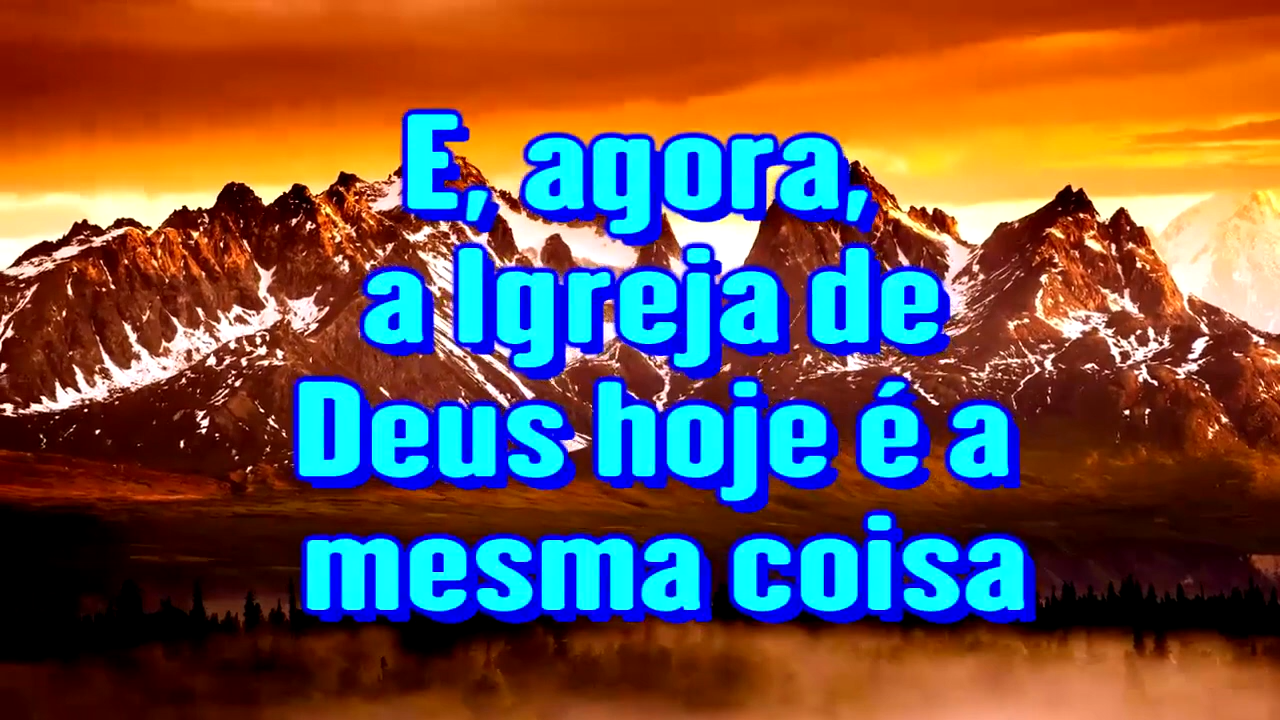 E, agora,
a Igreja de
Deus hoje é a
mesma coisa